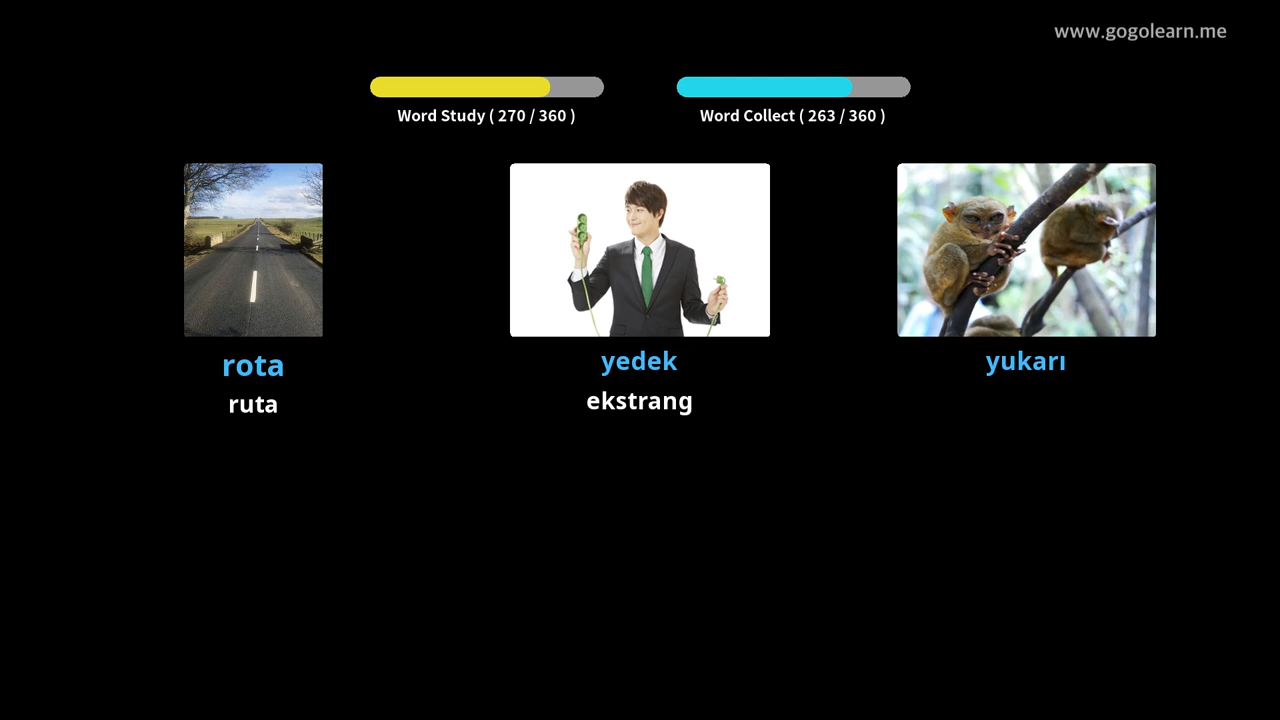 www.gogolearn.me
Word Study ( 270 / 360 )
Word Collect ( 263 / 360 )
rota
yedek
yukarı
ruta
ekstrang